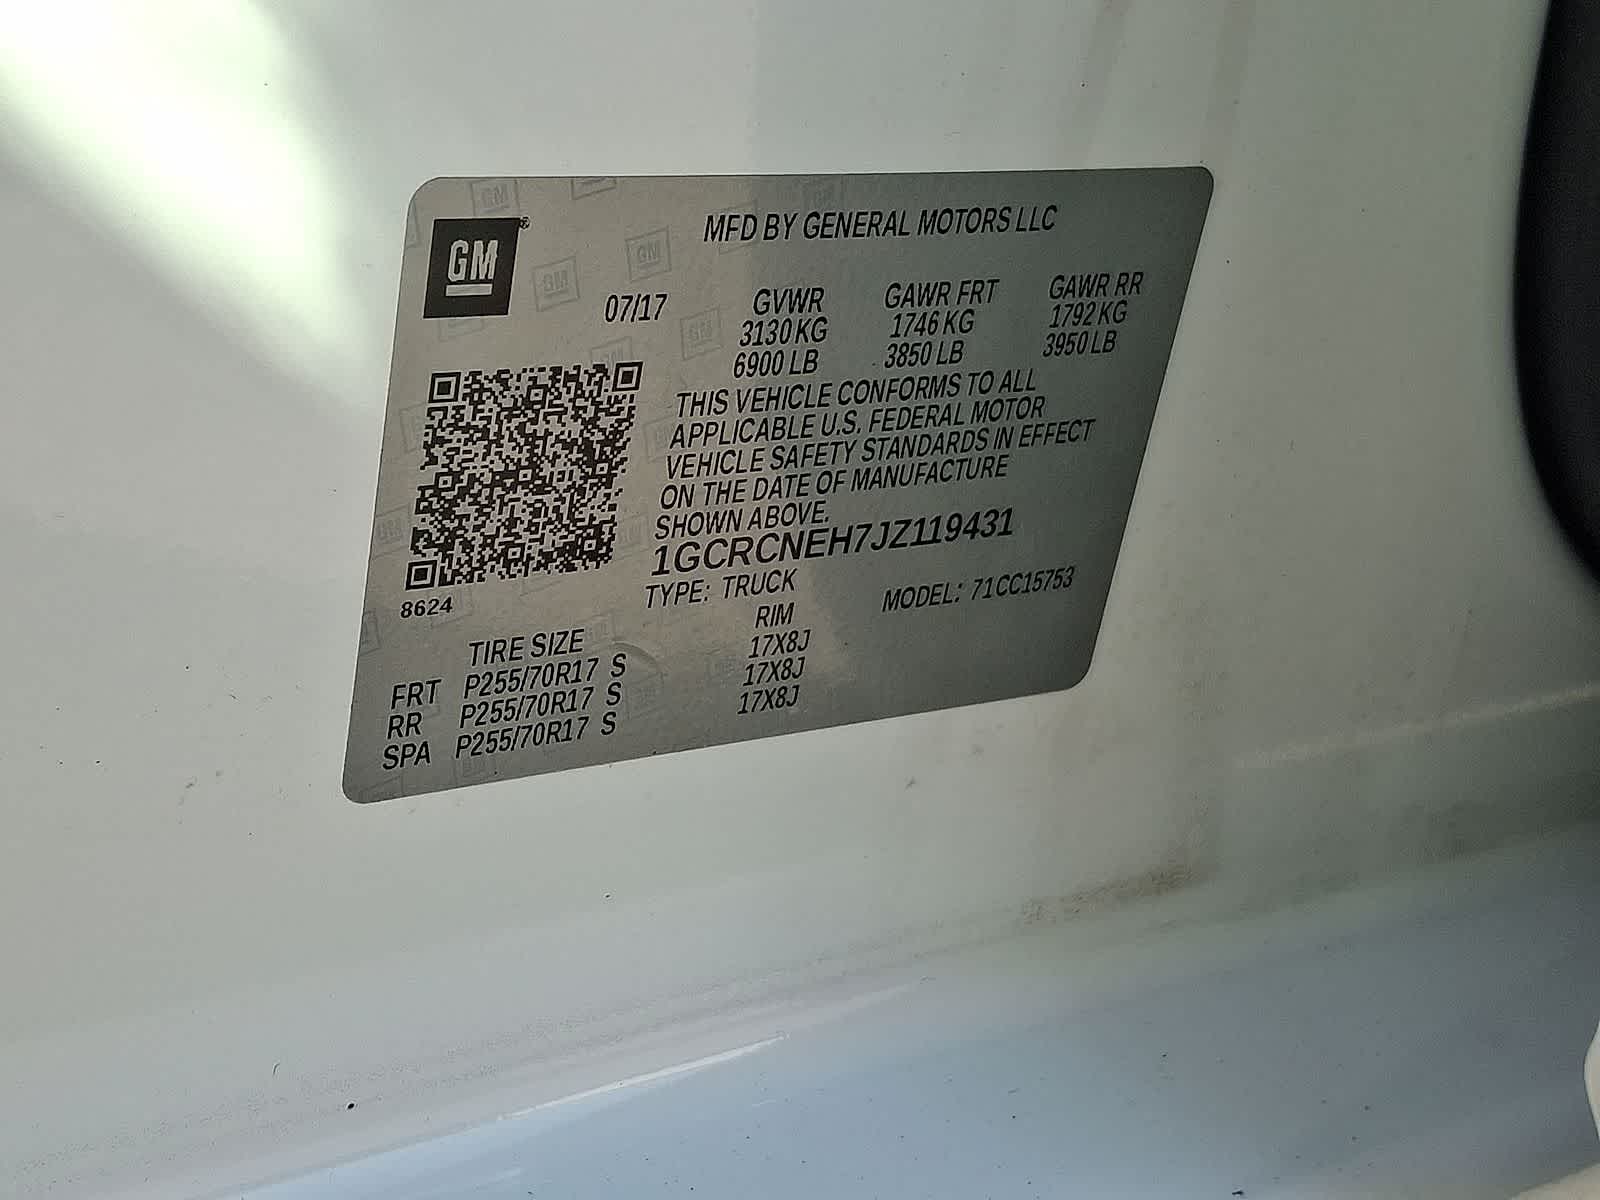 GM®
MFD BY GENERAL MOTORS LLC
07/17
GVWR GAWR FRT GAWR RR
3130 KG 1746 KG 1792 KG
6900 LB 3850 LB 3950 LB
THIS VEHICLE CONFORMS TO ALL
APPLICABLE U.S. FEDERAL MOTOR
VEHICLE SAFETY STANDARDS IN EFFECT
ON THE DATE OF MANUFACTURE
SHOWN ABOVE.
1GCRCNEH7JZ119431
TYPE: TRUCK MODEL: 71CC15753
8624
TIRE SIZE RIM
FRT P255/70R17 S 17X8J
RR P255/70R17 S 17X8J
SPA P255/70R17 S 17X8J